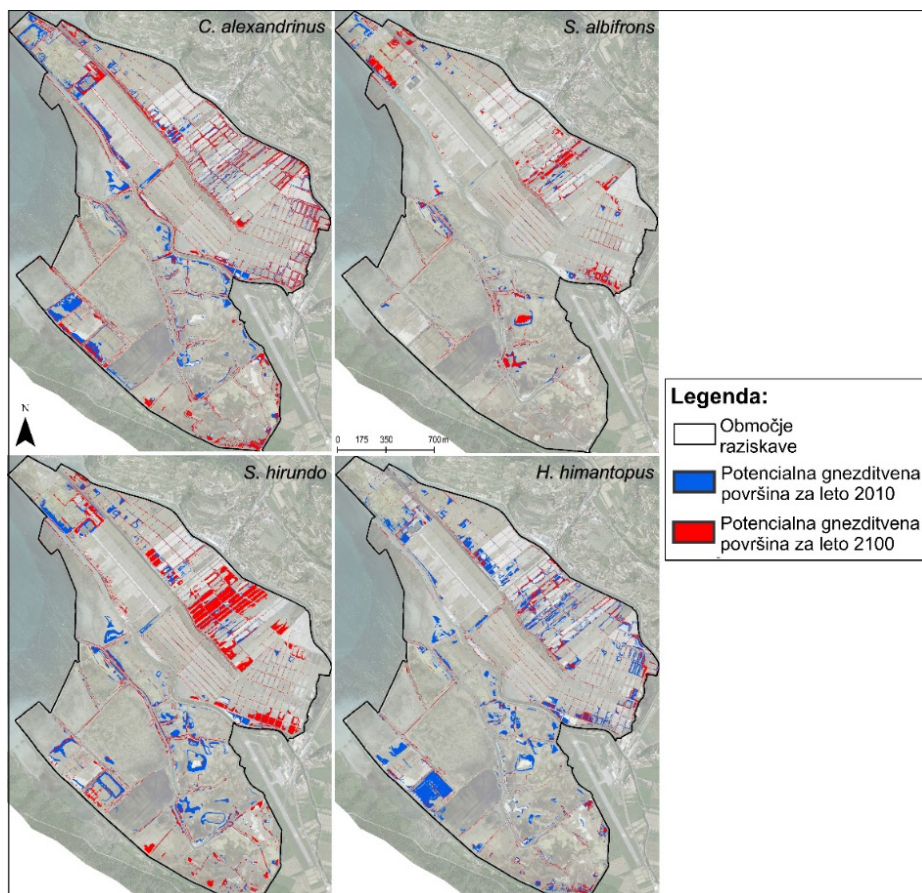 C. alexandrinus
S. albifrons
N
0 175 350 700 m
S. hirundo
H. himantopus
Legenda:
Območje
raziskave
Potencialna gnezditvena
površina za leto 2010
Potencialna gnezditvena
površina za leto 2100